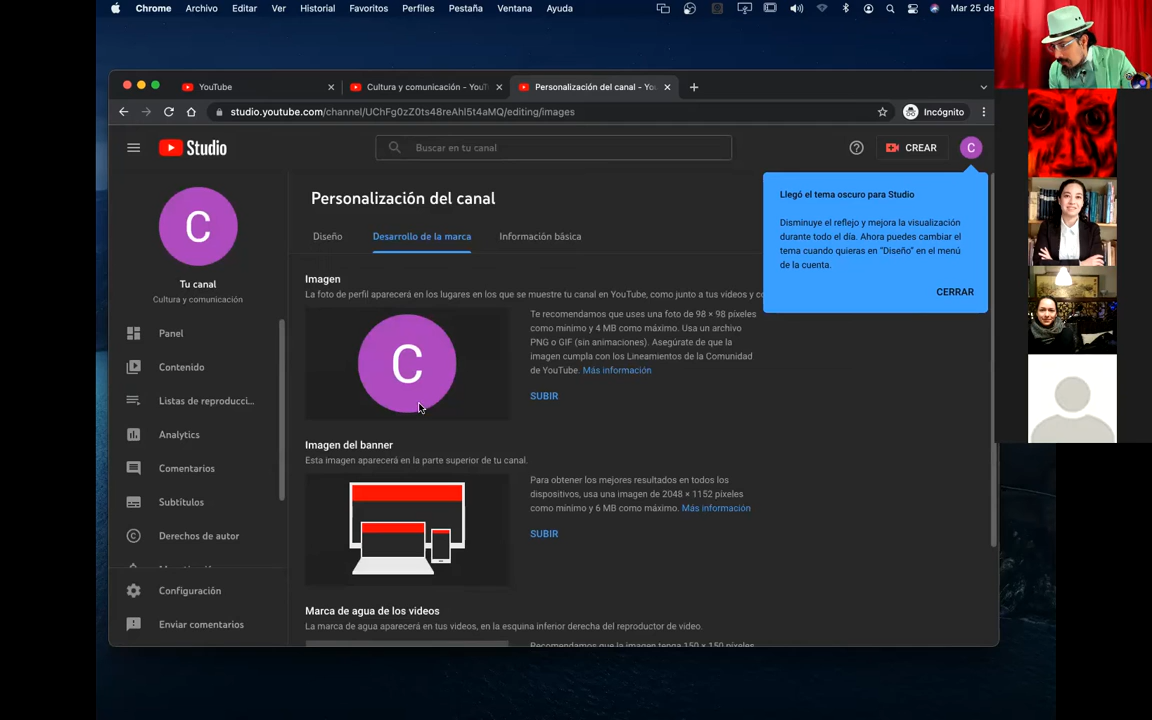 Chrome Archivo Editar Ver Historial Favoritos Perfiles Pestaña Ventana Ayuda Mar 25 de
YouTube
Cultura y comunicación - YouT
Personalización del canal - You
studio.youtube.com/channel/UChFg0zZ0ts48reAhI5t4aMQ/editing/images
Incógnito
Studio
Buscar en tu canal
CREAR
C
C
Tu canal
Cultura y comunicación
Panel
Contenido
Listas de reproducci...
Analytics
Comentarios
Subtítulos
Derechos de autor
Configuración
Enviar comentarios
Personalización del canal
Diseño Desarrollo de la marca Información básica
Imagen
La foto de perfil aparecerá en los lugares en los que se muestre tu canal en YouTube, como junto a tus videos y co
C
Te recomendamos que uses una foto de 98 × 98 píxeles
como mínimo y 4 MB como máximo. Usa un archivo
PNG o GIF (sin animaciones). Asegúrate de que la
imagen cumpla con los Lineamientos de la Comunidad
de YouTube. Más información
SUBIR
Imagen del banner
Esta imagen aparecerá en la parte superior de tu canal.
Para obtener los mejores resultados en todos los
dispositivos, usa una imagen de 2048 × 1152 píxeles
como mínimo y 6 MB como máximo. Más información
SUBIR
Marca de agua de los videos
La marca de agua aparecerá en tus videos, en la esquina inferior derecha del reproductor de video.
Recomendamos que la imagen tenga 150 × 150 píxeles
Llegó el tema oscuro para Studio
Disminuye el reflejo y mejora la visualización
durante todo el día. Ahora puedes cambiar el
tema cuando quieras en "Diseño" en el menú
de la cuenta.
CERRAR